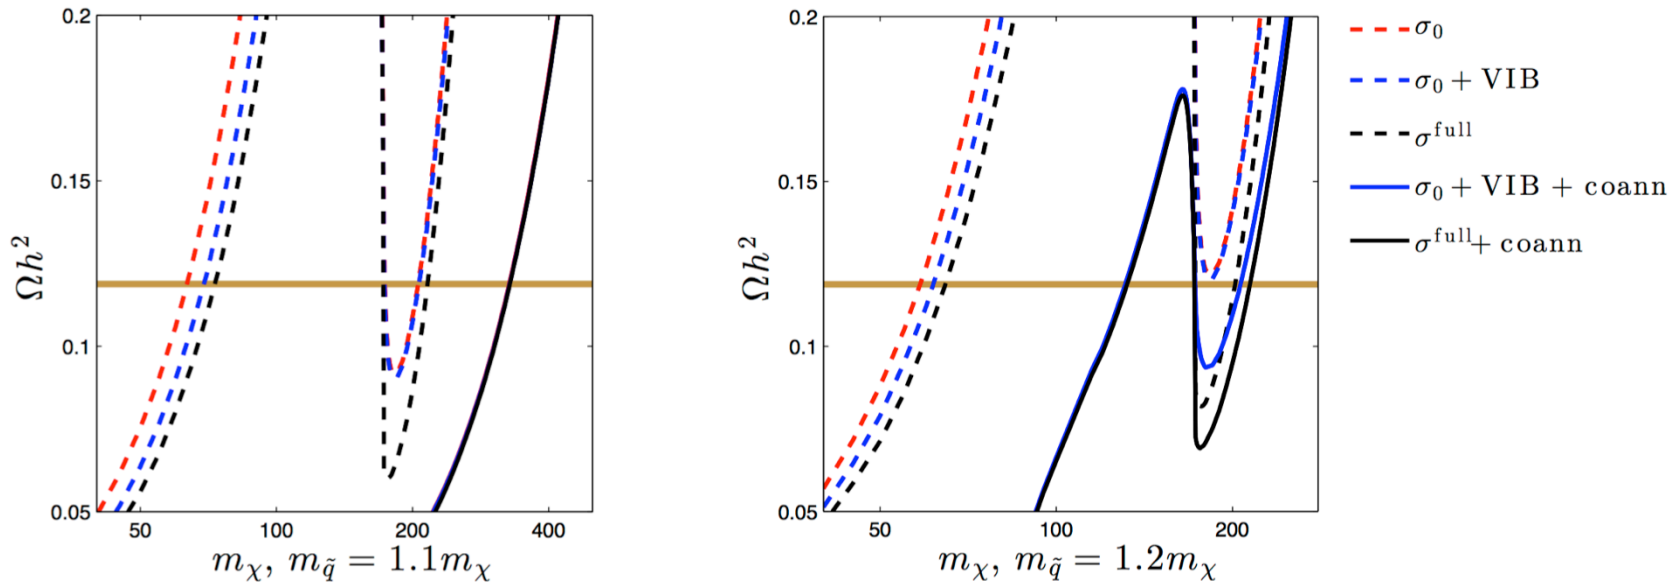 0.2
0.15
0.1
0.05
Ωh²
50
100
200
400
m_χ, m_q̃ = 1.1m_χ
0.2
0.15
0.1
0.05
Ωh²
50
100
200
m_χ, m_q̃ = 1.2m_χ
σ₀
σ₀ + VIB
σ^full
σ₀ + VIB + coann
σ^full + coann